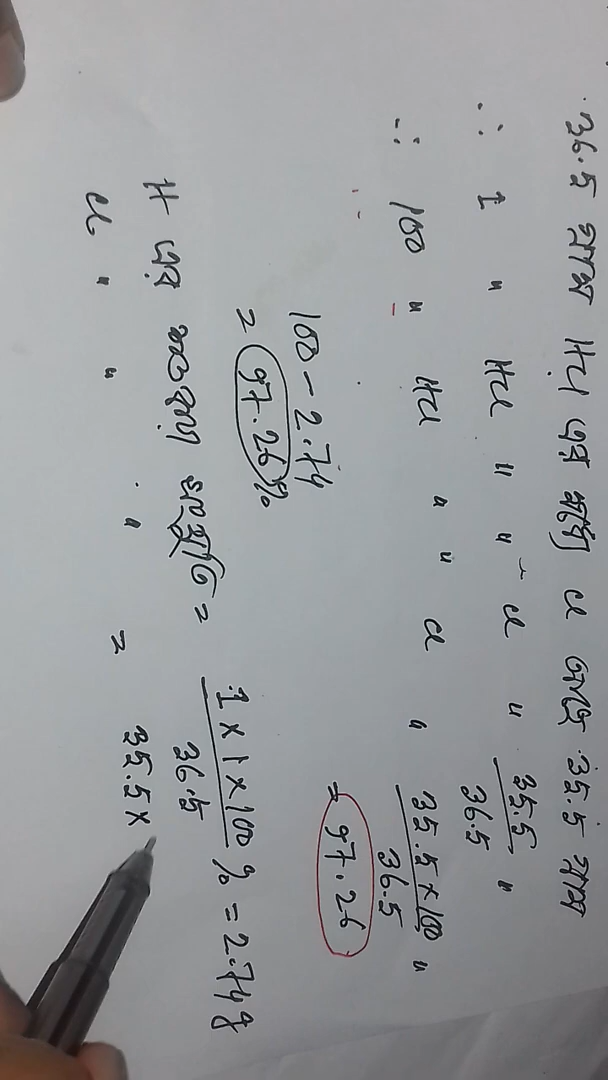 36.5 গ্রাম HCl এর মধ্যে Cl আছে 35.5 গ্রাম
∴ 1 " HCl " " Cl " 35.5/36.5 "
∴ 100 " HCl " " Cl " 35.5×100/36.5 "
= 97.26
100 - 2.74
= 97.26%
H এর সংযুতি = 1×1×100/36.5 % = 2.74%
Cl " " " = 35.5×